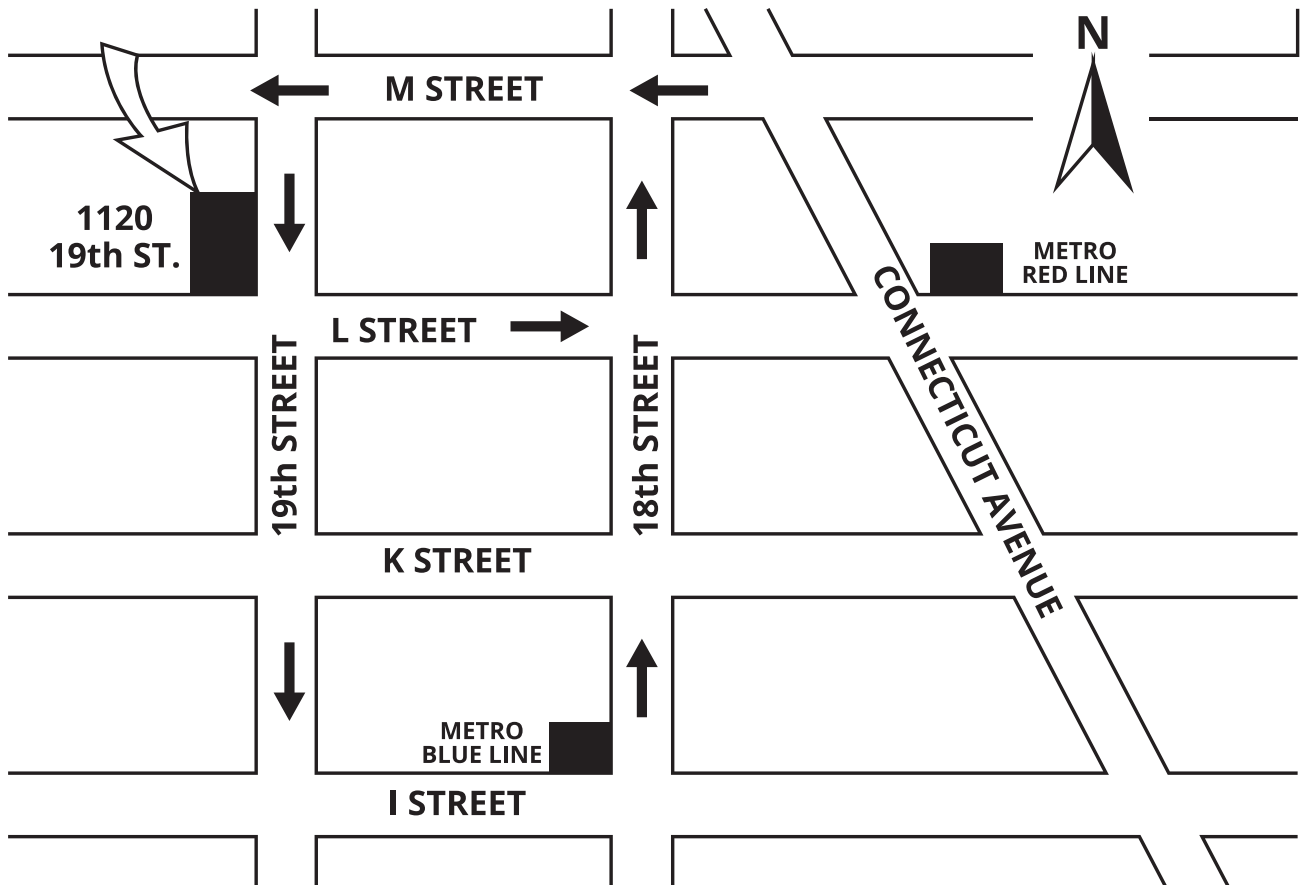 N
M STREET
1120
19th ST.
METRO
RED LINE
L STREET
19th STREET
18th STREET
CONNECTICUT AVENUE
K STREET
METRO
BLUE LINE
I STREET